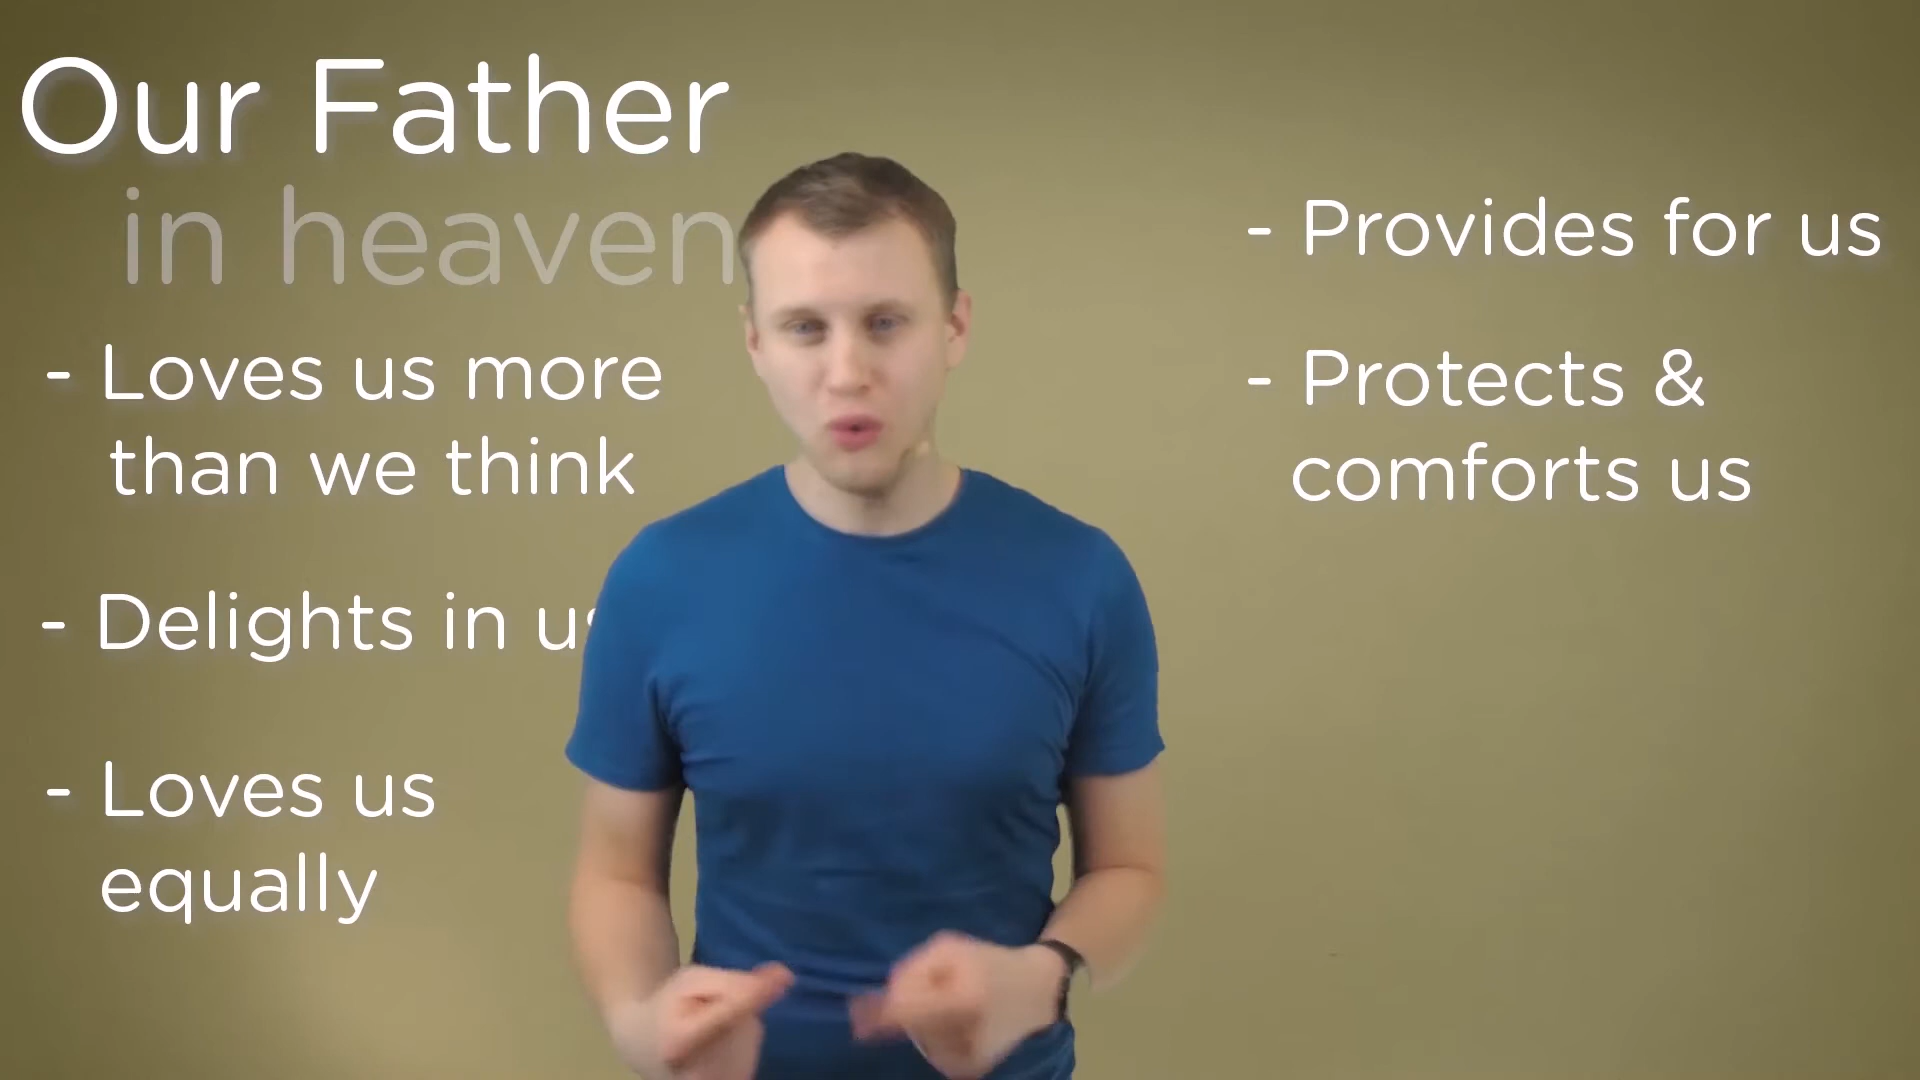 Our Father
in heaven
- Loves us more
than we think
- Delights in us
- Loves us
equally
- Provides for us
- Protects &
comforts us